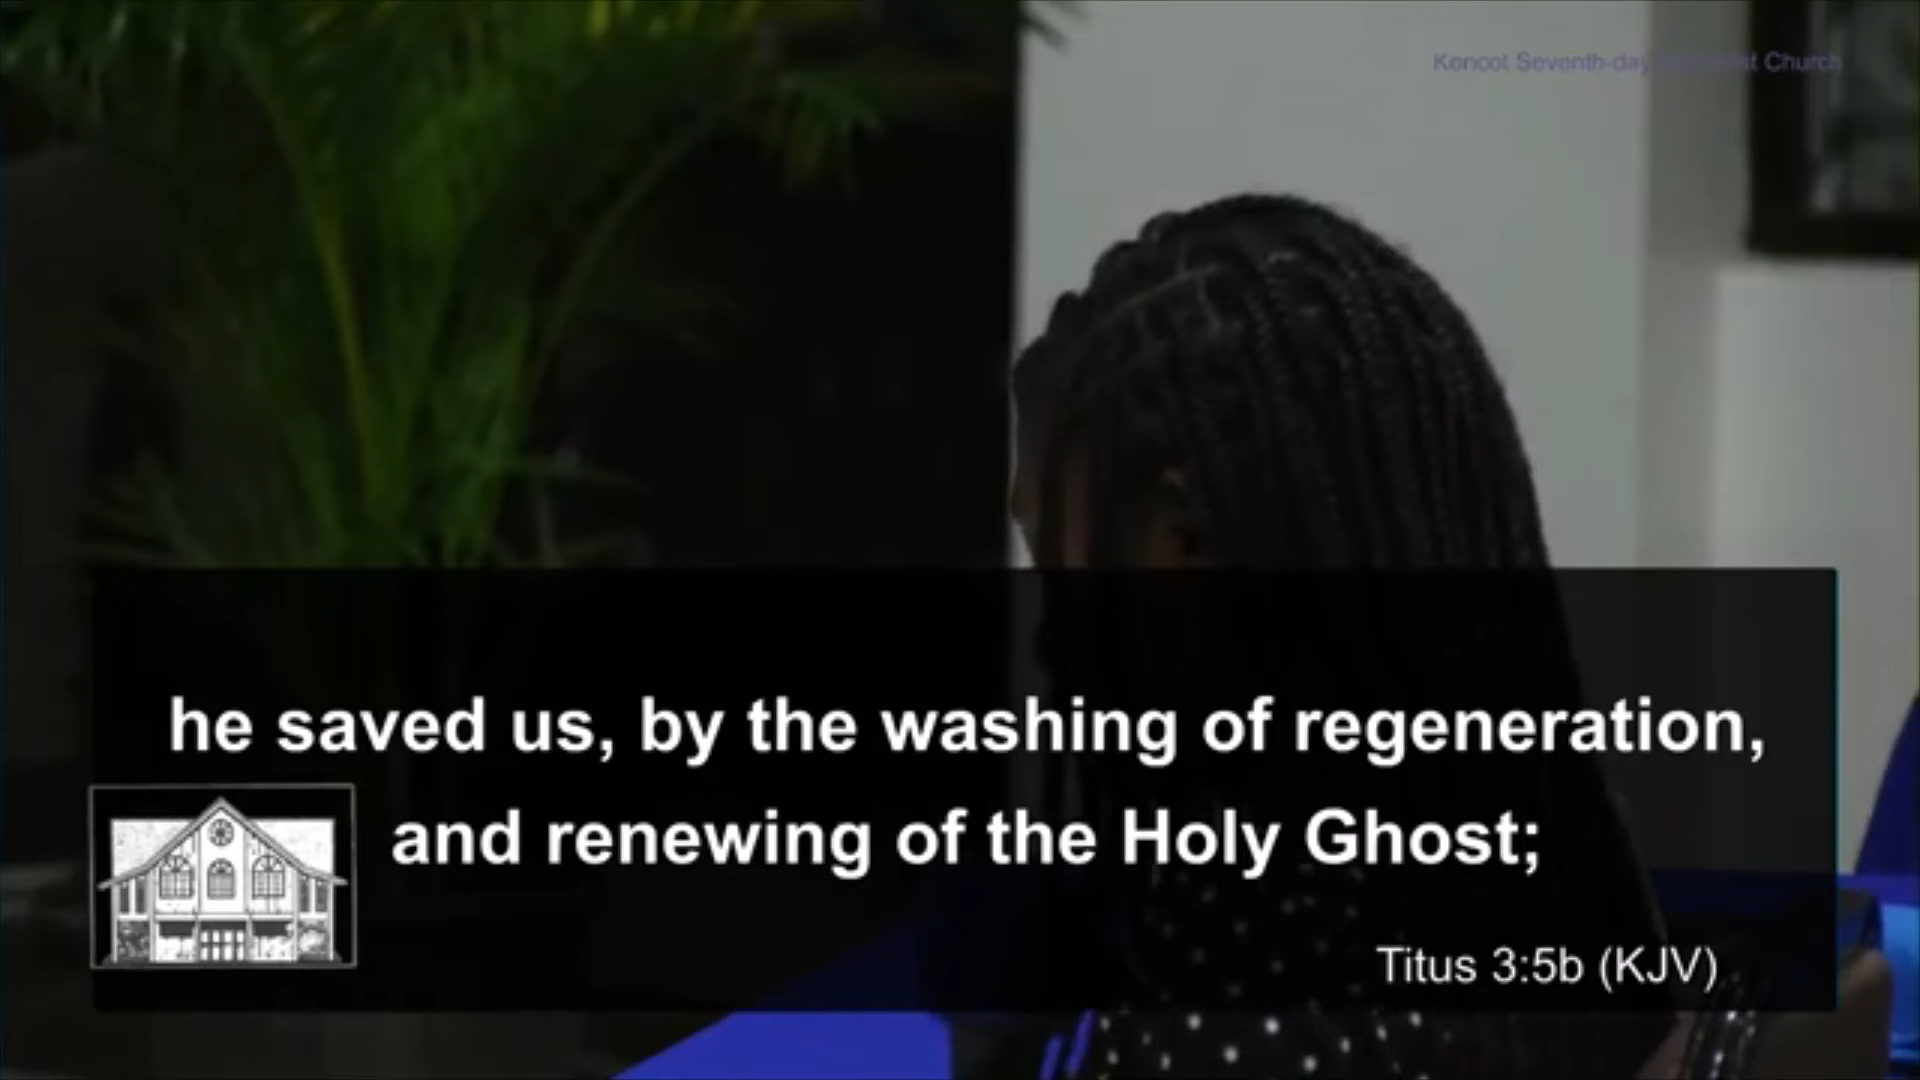 Kencot Seventh-day Church
he saved us, by the washing of regeneration,
and renewing of the Holy Ghost;
Titus 3:5b (KJV)